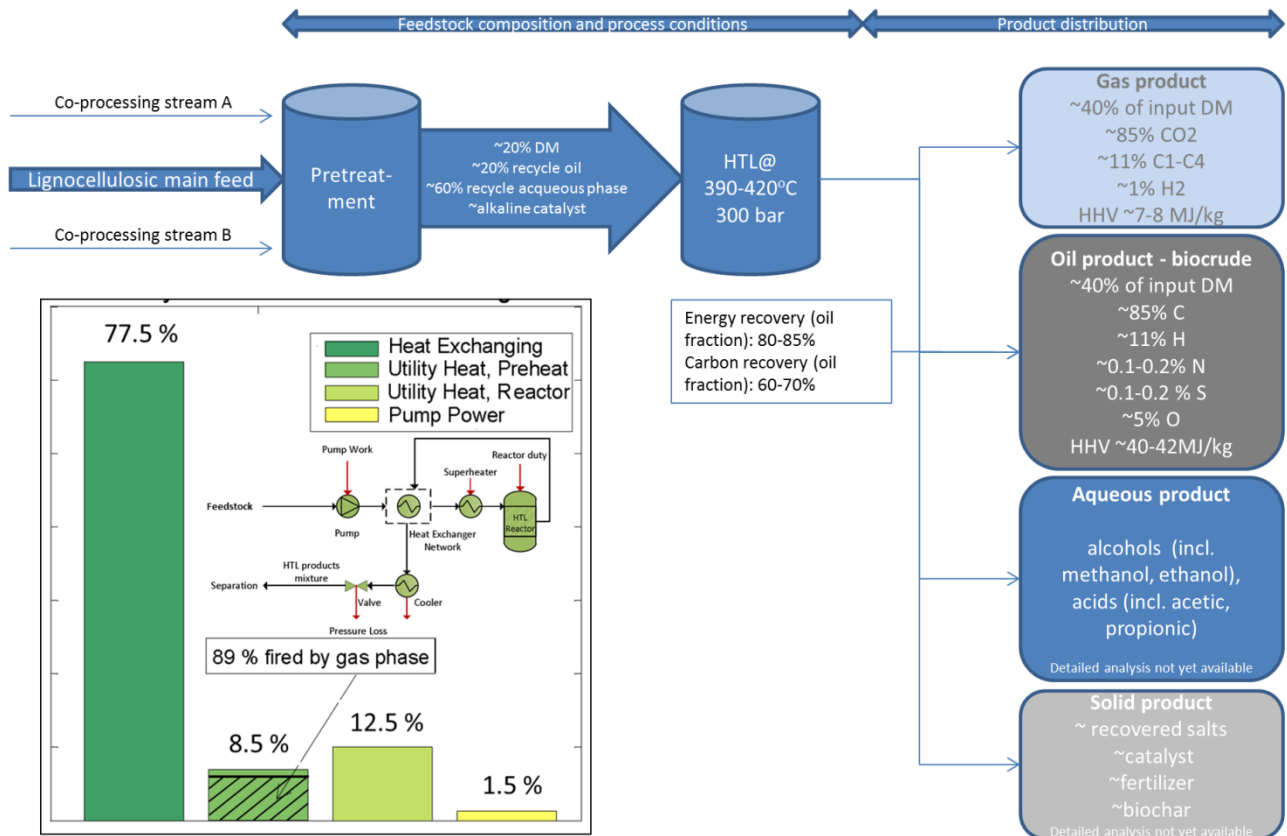 Feedstock composition and process conditions
Product distribution
Co-processing stream A
Lignocellulosic main feed
Co-processing stream B
Pretreat-
ment
~20% DM
~20% recycle oil
~60% recycle acqueous phase
~alkaline catalyst
HTL@
390-420°C
300 bar
Gas product
~40% of input DM
~85% CO2
~11% C1-C4
~1% H2
HHV ~7-8 MJ/kg
Oil product - biocrude
~40% of input DM
~85% C
~11% H
~0.1-0.2% N
~0.1-0.2 % S
~5% O
HHV ~40-42MJ/kg
Energy recovery (oil
fraction): 80-85%
Carbon recovery (oil
fraction): 60-70%
Aqueous product
alcohols (incl.
methanol, ethanol),
acids (incl. acetic,
propionic)
Detailed analysis not yet available
Solid product
~ recovered salts
~catalyst
~fertilizer
~biochar
Detailed analysis not yet available
77.5 %
Heat Exchanging
Utility Heat, Preheat
Utility Heat, Reactor
Pump Power
Pump Work
Superheater
Reactor duty
Feedstock
Pump
Heat Exchanger
Network
HTL
Reactor
HTL products
mixture
Separation
Valve
Cooler
Pressure Loss
89 % fired by gas phase
8.5 %
12.5 %
1.5 %